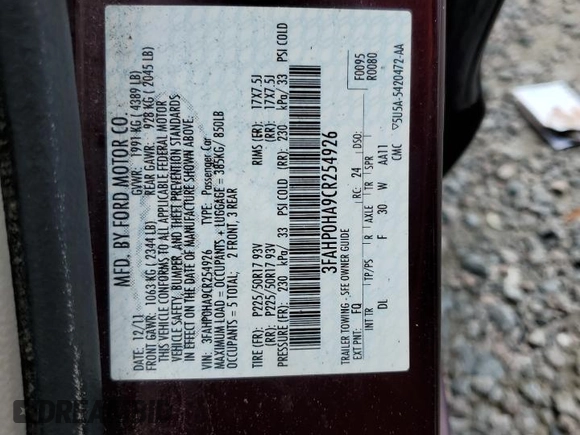 MFD. BY FORD MOTOR CO.
DATE: 12/11 GVWR: 1991 KG ( 4389 LB)
FRONT GAWR: 1063 KG ( 2344 LB) REAR GAWR: 928 KG ( 2045 LB)
THIS VEHICLE CONFORMS TO ALL APPLICABLE FEDERAL MOTOR
VEHICLE SAFETY, BUMPER, AND THEFT PREVENTION STANDARDS
IN EFFECT ON THE DATE OF MANUFACTURE SHOWN ABOVE.
VIN: 3FAHP0HA9CR254926 TYPE: Passenger Car
MAXIMUM LOAD = OCCUPANTS + LUGGAGE = 385KG/ 850LB
OCCUPANTS = 5 TOTAL: 2 FRONT, 3 REAR
TIRE (FR): P225/50R17 93V RIMS (FR): 17X7.5J
TIRE (RR): P225/50R17 93V RIMS (RR): 17X7.5J
PRESSURE (FR): 230 kPa/ 33 PSI COLD (RR): 230 kPa/ 33 PSI COLD
3FAHP0HA9CR254926
F0095
R0080
TRAILER TOWING - SEE OWNER GUIDE
EXT PNT: FQ RC: 24 DSO:
INT TR TP/PS R AXLE TR SPR
DL F 30 W AA11
CMC
▽5U5A-5420472-AA
DREAMBID